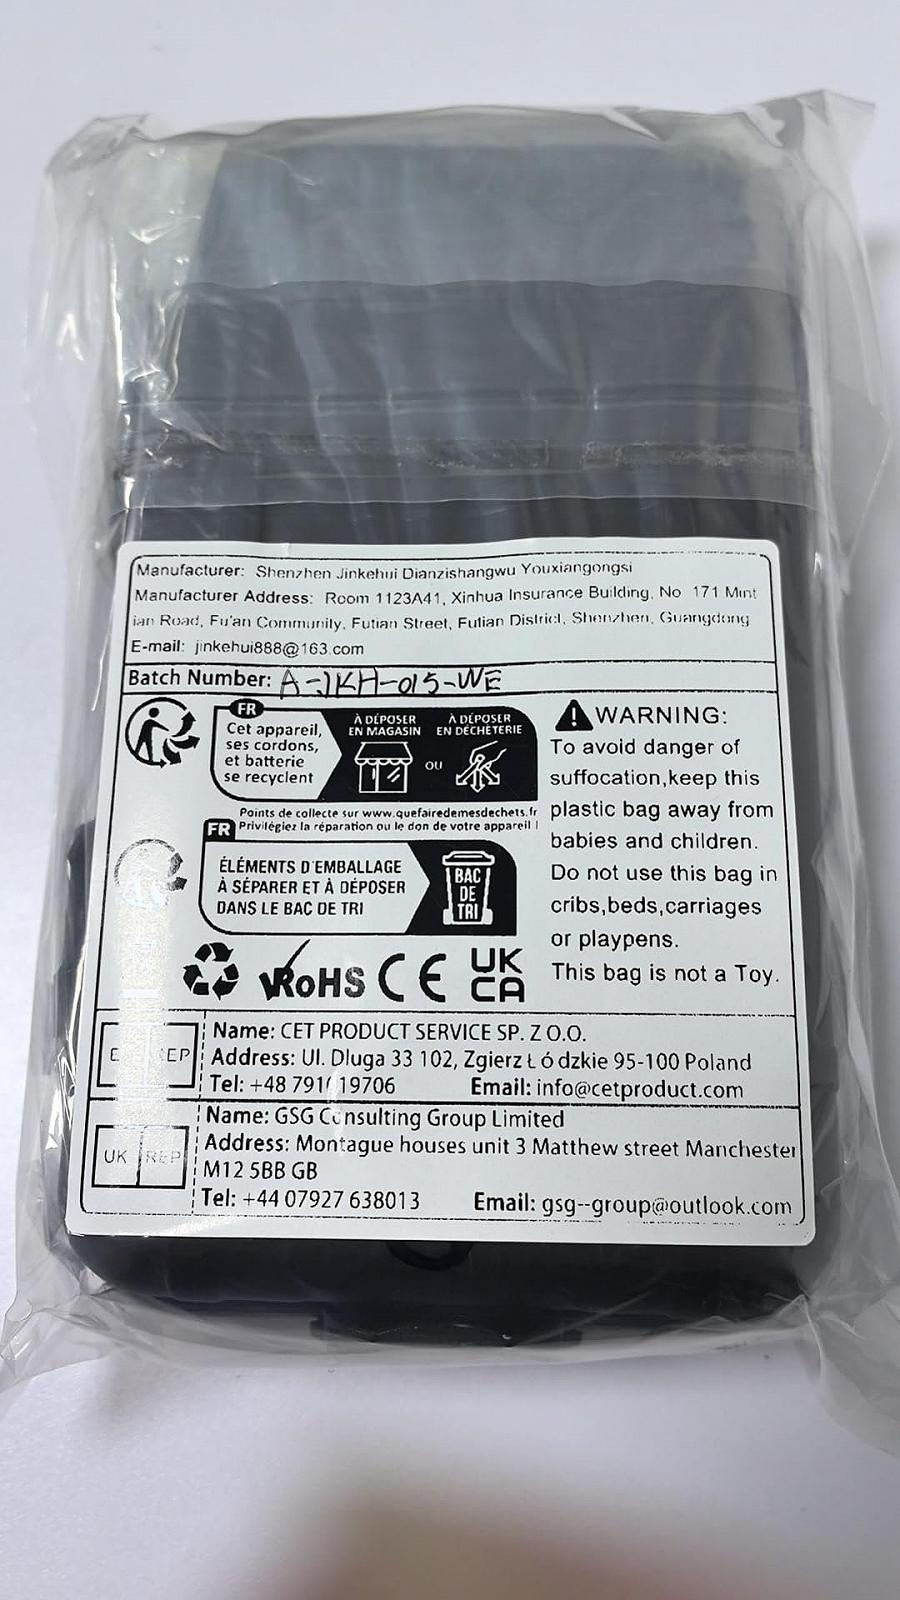 Manufacturer: Shenzhen Jinkehui Dianzishangwu Youxiangongsi
Manufacturer Address: Room 1123A41, Xinhua Insurance Building, No 171 Mint
ian Road, Fu'an Community, Futian Street, Futian District, Shenzhen, Guangdong
E-mail: jinkehui888@163.com
Batch Number: A-JKH-015-WE
FR
Cet appareil,
ses cordons,
et batterie
se recyclent
À DÉPOSER
EN MAGASIN
OU
À DÉPOSER
EN DÉCHÈTERIE
Points de collecte sur www.quefairedemesdechets.fr
Privilégiez la réparation ou le don de votre appareil !
FR
ÉLÉMENTS D'EMBALLAGE
À SÉPARER ET À DÉPOSER
DANS LE BAC DE TRI
BAC
DE
TRI
RoHS CE UK
CA
WARNING:
To avoid danger of
suffocation,keep this
plastic bag away from
babies and children.
Do not use this bag in
cribs,beds,carriages
or playpens.
This bag is not a Toy.
REP
Name: CET PRODUCT SERVICE SP. Z O.O.
Address: Ul. Dluga 33 102, Zgierz Ł ó dzkie 95-100 Poland
Tel: +48 791 19706 Email: info@cetproduct.com
UK REP
Name: GSG Consulting Group Limited
Address: Montague houses unit 3 Matthew street Manchester
M12 5BB GB
Tel: +44 07927 638013 Email: gsg--group@outlook.com